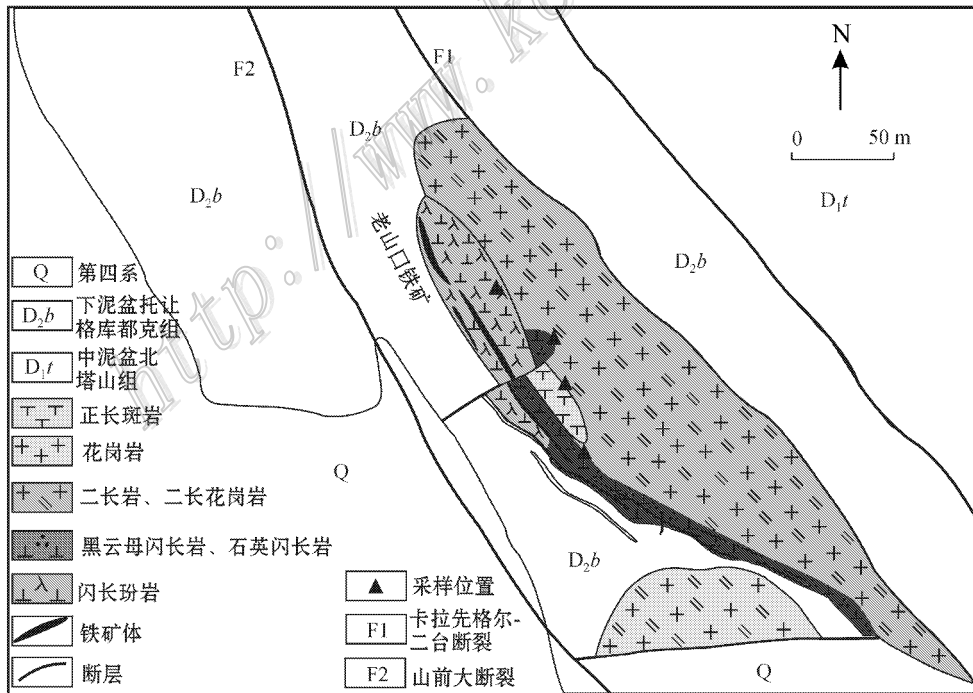 F2
F1
N
0 50 m
D₂b
D₂b
D₁t
D₂b
老山口铁矿
Q
D₂b
Q
Q 第四系
D₂b 下泥盆托让
格库都克组
D₁t 中泥盆北
塔山组
正长斑岩
花岗岩
二长岩、二长花岗岩
黑云母闪长岩、石英闪长岩
闪长玢岩
铁矿体
断层
采样位置
F1 卡拉先格尔-
二台断裂
F2 山前大断裂
http://www.